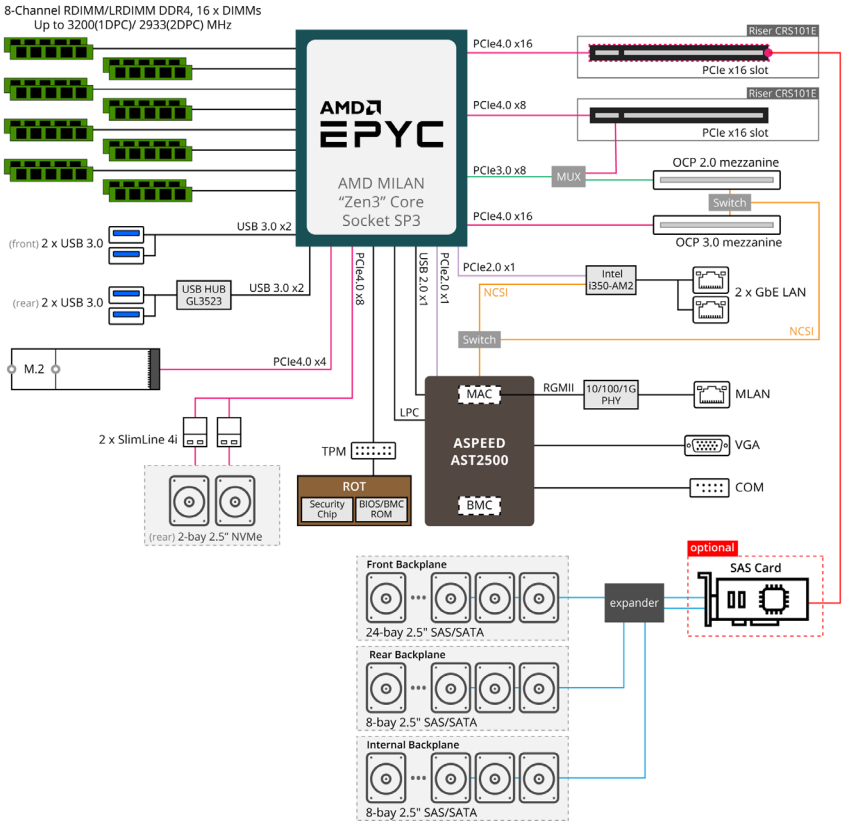 8-Channel RDIMM/LRDIMM DDR4, 16 x DIMMs
Up to 3200(1DPC)/ 2933(2DPC) MHz
AMD
EPYC
AMD MILAN
“Zen3” Core
Socket SP3
PCIe4.0 x16
Riser CRS101E
PCIe x16 slot
PCIe4.0 x8
Riser CRS101E
PCIe x16 slot
PCIe3.0 x8
MUX
OCP 2.0 mezzanine
Switch
PCIe4.0 x16
OCP 3.0 mezzanine
(front) 2 x USB 3.0
USB 3.0 x2
(rear) 2 x USB 3.0
USB HUB
GL3523
USB 3.0 x2
PCIe4.0 x8
USB 2.0 x1
PCIe2.0 x1
PCIe2.0 x1
Intel
i350-AM2
2 x GbE LAN
NCSI
NCSI
Switch
M.2
PCIe4.0 x4
2 x SlimLine 4i
(rear) 2-bay 2.5" NVMe
TPM
LPC
ROT
Security
Chip
BIOS/BMC
ROM
MAC
ASPEED
AST2500
BMC
RGMII
10/100/1G
PHY
MLAN
VGA
COM
optional
SAS Card
expander
Front Backplane
24-bay 2.5" SAS/SATA
Rear Backplane
8-bay 2.5" SAS/SATA
Internal Backplane
8-bay 2.5" SAS/SATA